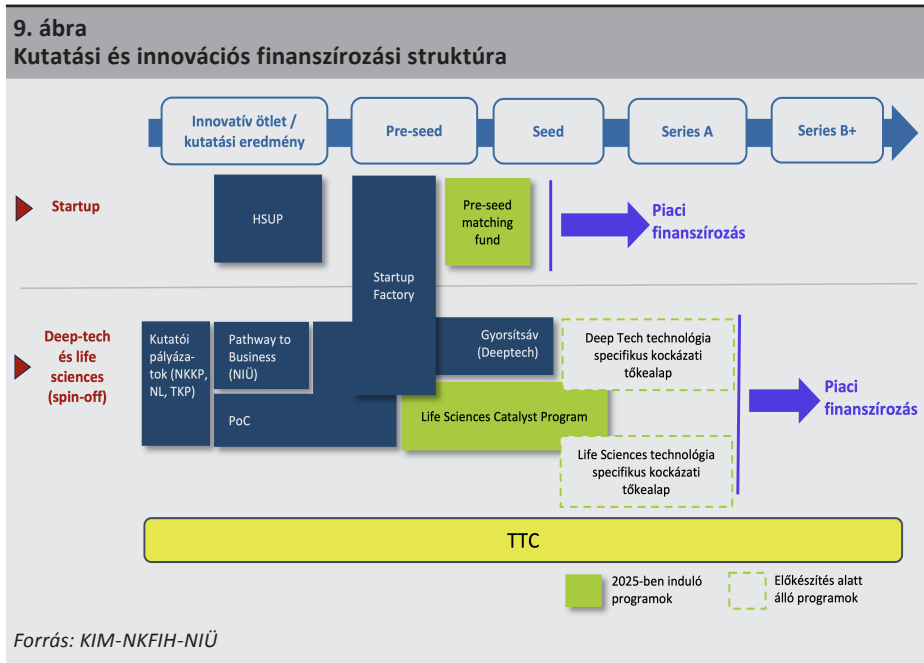 9. ábra
Kutatási és innovációs finanszírozási struktúra
Innovatív ötlet /
kutatási eredmény
Pre-seed
Seed
Series A
Series B+
Startup
HSUP
Startup
Factory
Pre-seed
matching
fund
Piaci
finanszírozás
Deep-tech
és life
sciences
(spin-off)
Kutatói
pályáza-
tok (NKKP,
NL, TKP)
Pathway to
Business (NIÜ)
PoC
Gyorsítsáv
(Deeptech)
Life Sciences Catalyst Program
Deep Tech technológia
specifikus kockázati
tőkealap
Life Sciences technológia
specifikus kockázati
tőkealap
Piaci
finanszírozás
TTC
2025-ben induló
programok
Előkészítés alatt
álló programok
Forrás: KIM-NKFIH-NIÜ